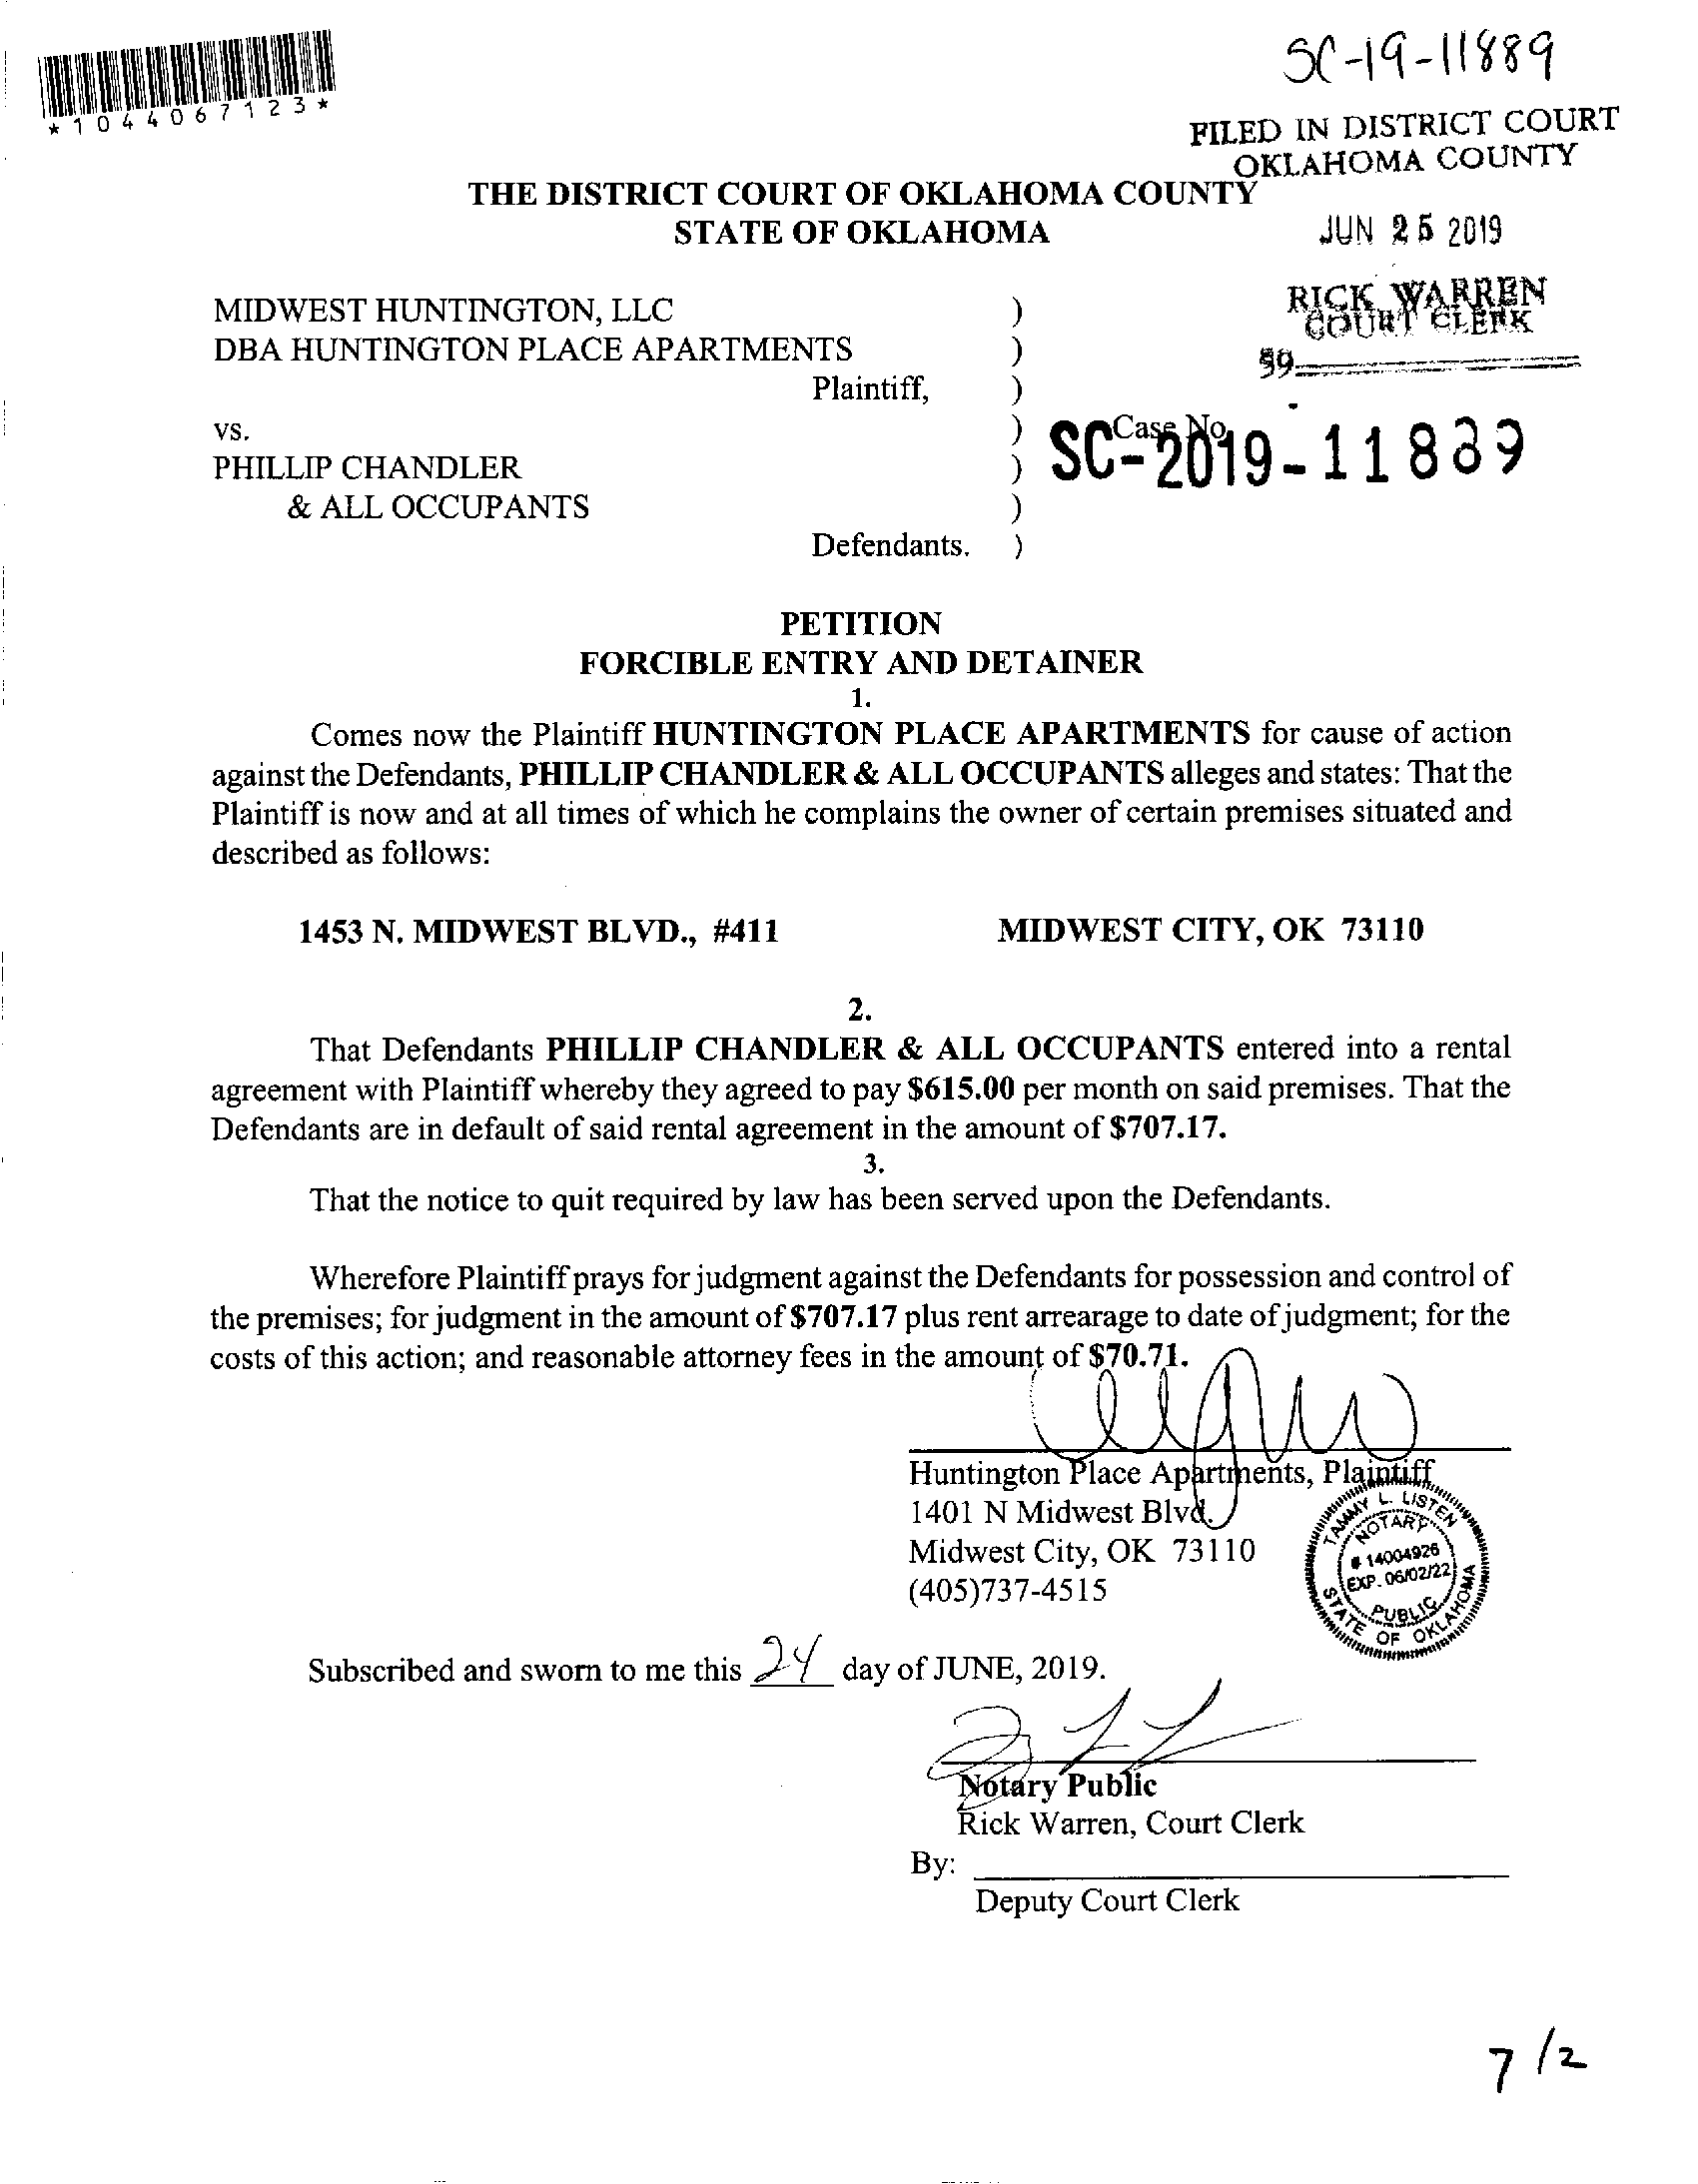 SC-19-11889
*1044067123*
FILED IN DISTRICT COURT
OKLAHOMA COUNTY
THE DISTRICT COURT OF OKLAHOMA COUNTY
STATE OF OKLAHOMA
JUN 25 2019
RICK WARREN
COURT CLERK
39
MIDWEST HUNTINGTON, LLC )
DBA HUNTINGTON PLACE APARTMENTS )
Plaintiff, )
vs. ) Case No.
SC-2019-11889
PHILLIP CHANDLER )
& ALL OCCUPANTS )
Defendants. )
PETITION
FORCIBLE ENTRY AND DETAINER
1.
Comes now the Plaintiff HUNTINGTON PLACE APARTMENTS for cause of action
against the Defendants, PHILLIP CHANDLER & ALL OCCUPANTS alleges and states: That the
Plaintiff is now and at all times of which he complains the owner of certain premises situated and
described as follows:
1453 N. MIDWEST BLVD., #411 MIDWEST CITY, OK 73110
2.
That Defendants PHILLIP CHANDLER & ALL OCCUPANTS entered into a rental
agreement with Plaintiff whereby they agreed to pay $615.00 per month on said premises. That the
Defendants are in default of said rental agreement in the amount of $707.17.
3.
That the notice to quit required by law has been served upon the Defendants.
Wherefore Plaintiff prays for judgment against the Defendants for possession and control of
the premises; for judgment in the amount of $707.17 plus rent arrearage to date of judgment; for the
costs of this action; and reasonable attorney fees in the amount of $70.71.
Huntington Place Apartments, Plaintiff
1401 N Midwest Blvd.
Midwest City, OK 73110
(405)737-4515
TAMMY L. LISTEN
NOTARY
# 14004926
EXP. 06/02/22
PUBLIC
STATE OF OKLAHOMA
Subscribed and sworn to me this 24 day of JUNE, 2019.
Notary Public
Rick Warren, Court Clerk
By:
Deputy Court Clerk
7/2